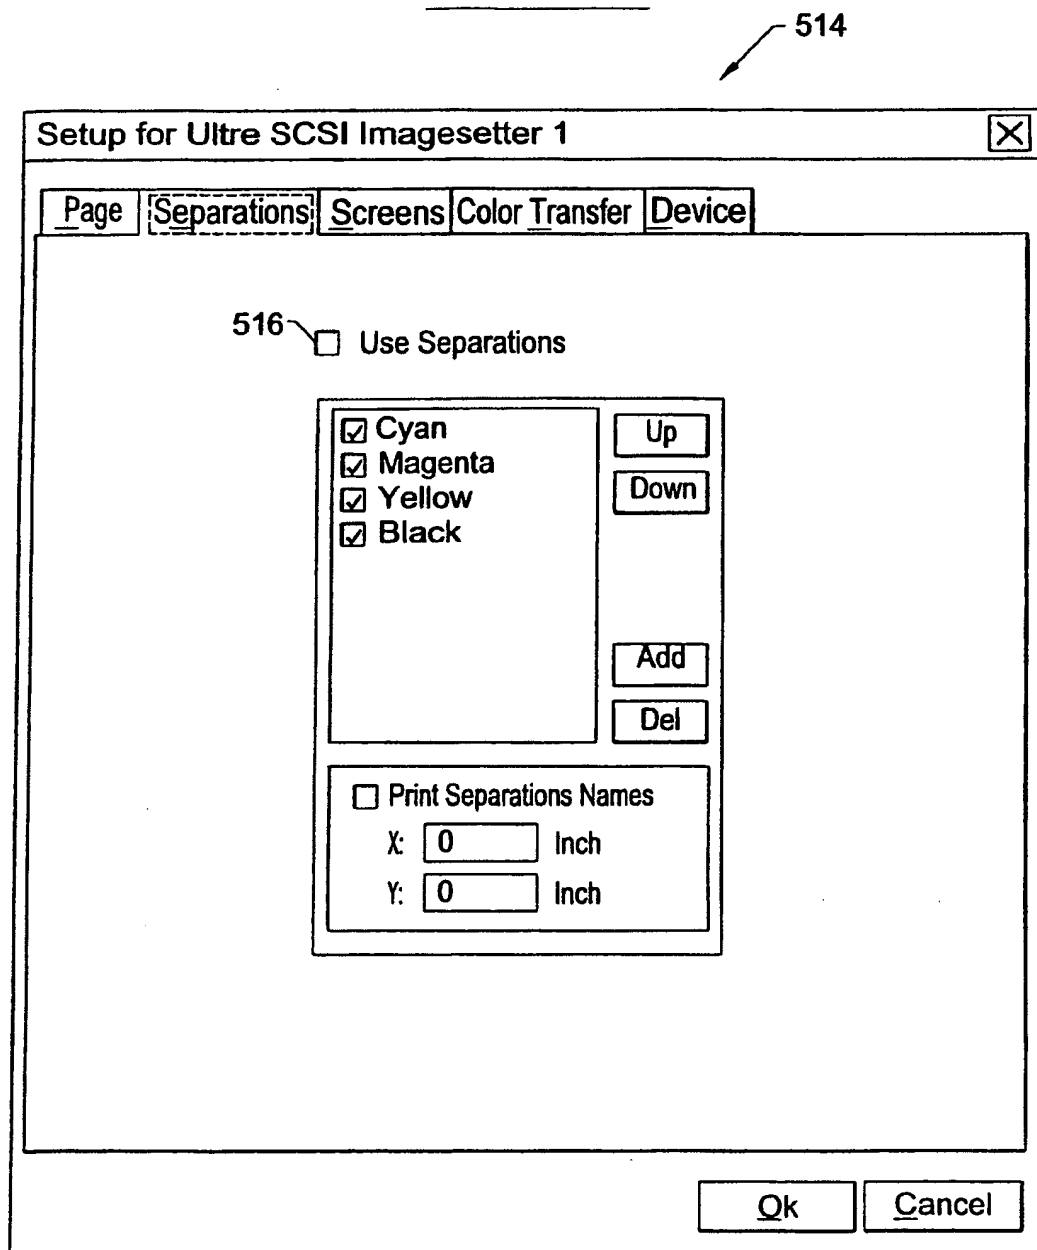 514
Setup for Ultre SCSI Imagesetter 1
Page Separations Screens Color Transfer Device
516 Use Separations
Cyan Up
Magenta
Yellow Down
Black
Add
Del
Print Separations Names
X: 0 Inch
Y: 0 Inch
Ok Cancel